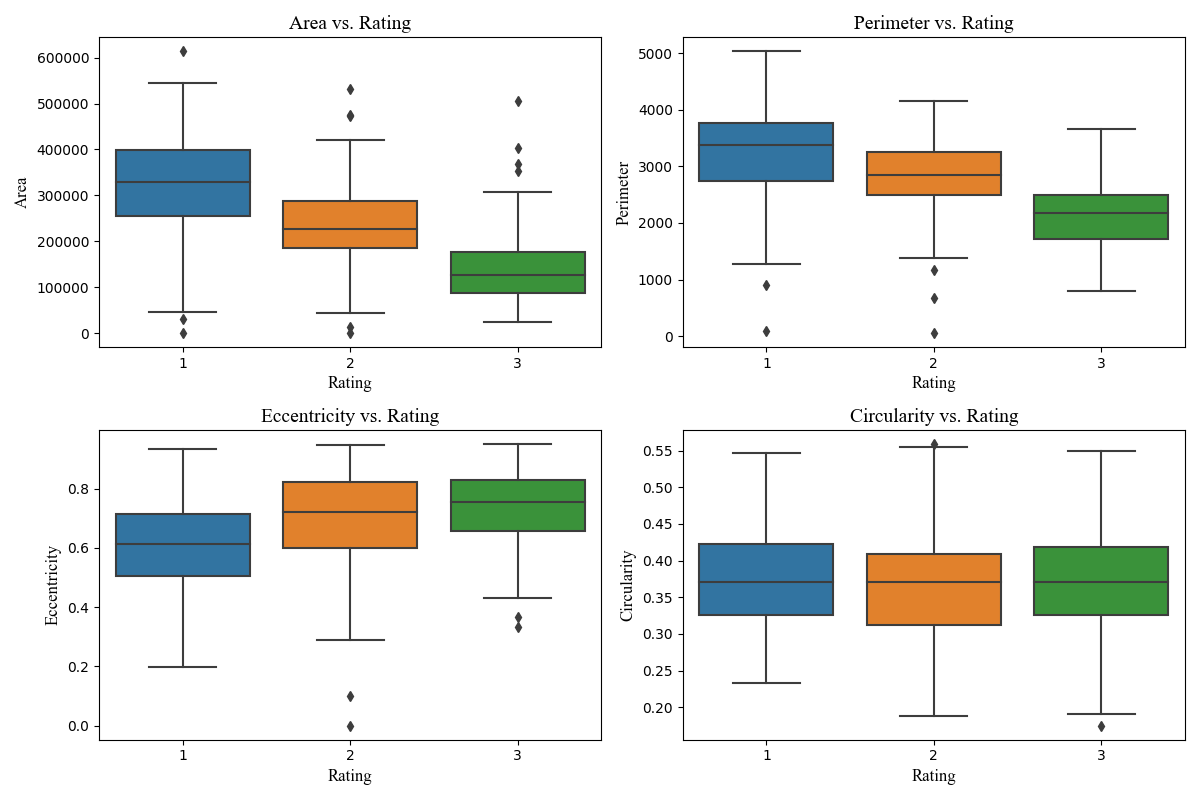 Area vs. Rating
Area
600000
500000
400000
300000
200000
100000
0
1 2 3
Rating
Perimeter vs. Rating
Perimeter
5000
4000
3000
2000
1000
0
1 2 3
Rating
Eccentricity vs. Rating
Eccentricity
0.8
0.6
0.4
0.2
0.0
1 2 3
Rating
Circularity vs. Rating
Circularity
0.55
0.50
0.45
0.40
0.35
0.30
0.25
0.20
1 2 3
Rating